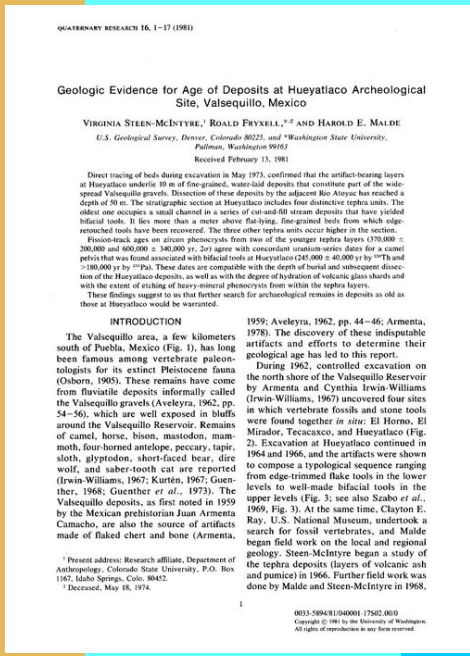 QUATERNARY RESEARCH 16, 1–17 (1981)
Geologic Evidence for Age of Deposits at Hueyatlaco Archeological
Site, Valsequillo, Mexico
VIRGINIA STEEN-MCINTYRE,¹ ROALD FRYXELL,*,² AND HAROLD E. MALDE
U.S. Geological Survey, Denver, Colorado 80225, and *Washington State University,
Pullman, Washington 99163
Received February 13, 1981
Direct tracing of beds during excavation in May 1973, confirmed that the artifact-bearing layers
at Hueyatlaco underlie 10 m of fine-grained, water-laid deposits that constitute part of the wide-
spread Valsequillo gravels. Dissection of these deposits by the adjacent Rio Atoyac has reached a
depth of 50 m. The stratigraphic section at Hueyatlaco includes four distinctive tephra units. The
oldest one occupies a small channel in a series of cut-and-fill stream deposits that have yielded
bifacial tools. It lies more than a meter above flat-lying, fine-grained beds from which edge-
retouched tools have been recovered. The three other tephra units occur higher in the section.
Fission-track ages on zircon phenocrysts from two of the younger tephra layers (370,000 ±
200,000 and 600,000 ± 340,000 yr, 2σ) agree with concordant uranium-series dates for a camel
pelvis that was found associated with bifacial tools at Hueyatlaco (245,000 ± 40,000 yr by ²³⁰Th and
>180,000 yr by ²³¹Pa). These dates are compatible with the depth of burial and subsequent dissec-
tion of the Hueyatlaco deposits, as well as with the degree of hydration of volcanic glass shards and
with the extent of etching of heavy-mineral phenocrysts from within the tephra layers.
These findings suggest to us that further search for archaeological remains in deposits as old as
those at Hueyatlaco would be warranted.
INTRODUCTION
The Valsequillo area, a few kilometers
south of Puebla, Mexico (Fig. 1), has long
been famous among vertebrate paleon-
tologists for its extinct Pleistocene fauna
(Osborn, 1905). These remains have come
from fluviatile deposits informally called
the Valsequillo gravels (Aveleyra, 1962, pp.
54–56), which are well exposed in bluffs
around the Valsequillo Reservoir. Remains
of camel, horse, bison, mastodon, mam-
moth, four-horned antelope, peccary, tapir,
sloth, glyptodon, short-faced bear, dire
wolf, and saber-tooth cat are reported
(Irwin-Williams, 1967; Kurtén, 1967; Guen-
ther, 1968; Guenther et al., 1973). The
Valsequillo deposits, as first noted in 1959
by the Mexican prehistorian Juan Armenta
Camacho, are also the source of artifacts
made of flaked chert and bone (Armenta,
¹ Present address: Research affiliate, Department of
Anthropology, Colorado State University, P.O. Box
1167, Idaho Springs, Colo. 80452.
² Deceased, May 18, 1974.
1959; Aveleyra, 1962, pp. 44–46; Armenta,
1978). The discovery of these indisputable
artifacts and efforts to determine their
geological age has led to this report.
During 1962, controlled excavation on
the north shore of the Valsequillo Reservoir
by Armenta and Cynthia Irwin-Williams
(Irwin-Williams, 1967) uncovered four sites
in which vertebrate fossils and stone tools
were found together in situ: El Horno, El
Mirador, Tecacaxco, and Hueyatlaco (Fig.
2). Excavation at Hueyatlaco continued in
1964 and 1966, and the artifacts were shown
to compose a typological sequence ranging
from edge-trimmed flake tools in the lower
levels to well-made bifacial tools in the
upper levels (Fig. 3; see also Szabo et al.,
1969, Fig. 3). At the same time, Clayton E.
Ray, U.S. National Museum, undertook a
search for fossil vertebrates, and Malde
began field work on the local and regional
geology. Steen-McIntyre began a study of
the tephra deposits (layers of volcanic ash
and pumice) in 1966. Further field work was
done by Malde and Steen-McIntyre in 1968,
1
0033-5894/81/040001-17$02.00/0
Copyright © 1981 by the University of Washington.
All rights of reproduction in any form reserved.